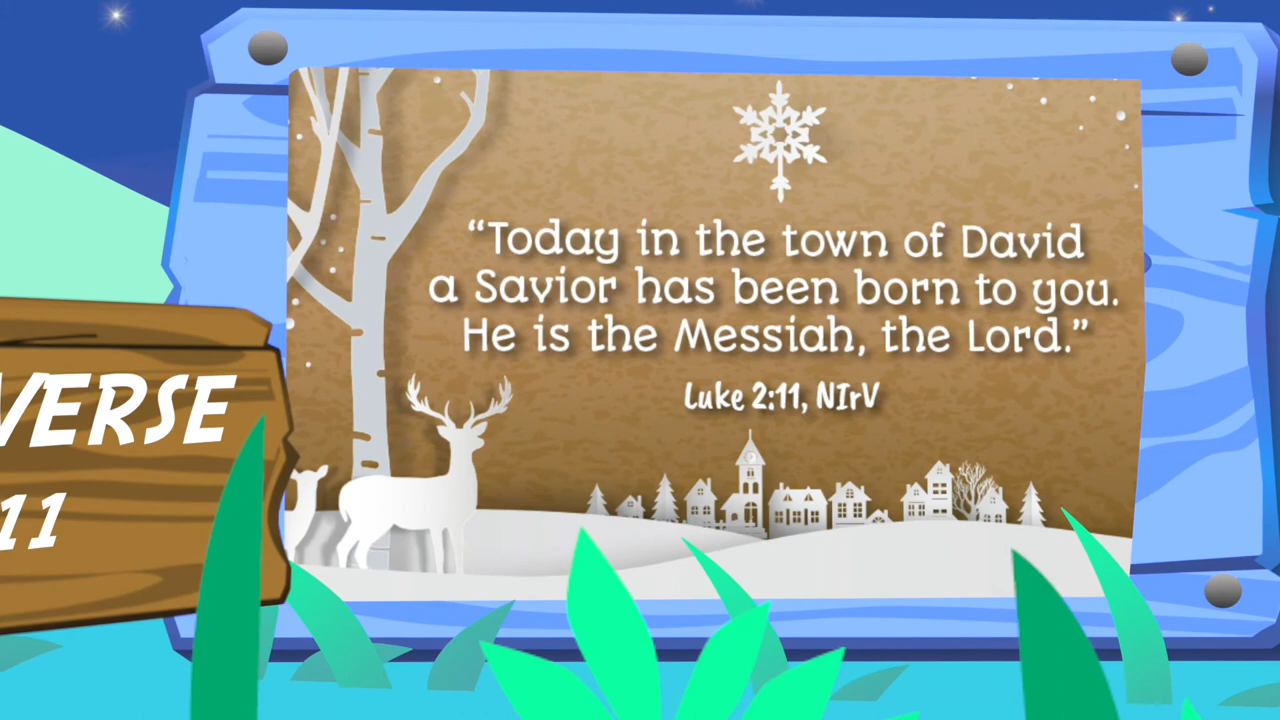 “Today in the town of David
a Savior has been born to you.
He is the Messiah, the Lord.”
Luke 2:11, NIrV
VERSE
11